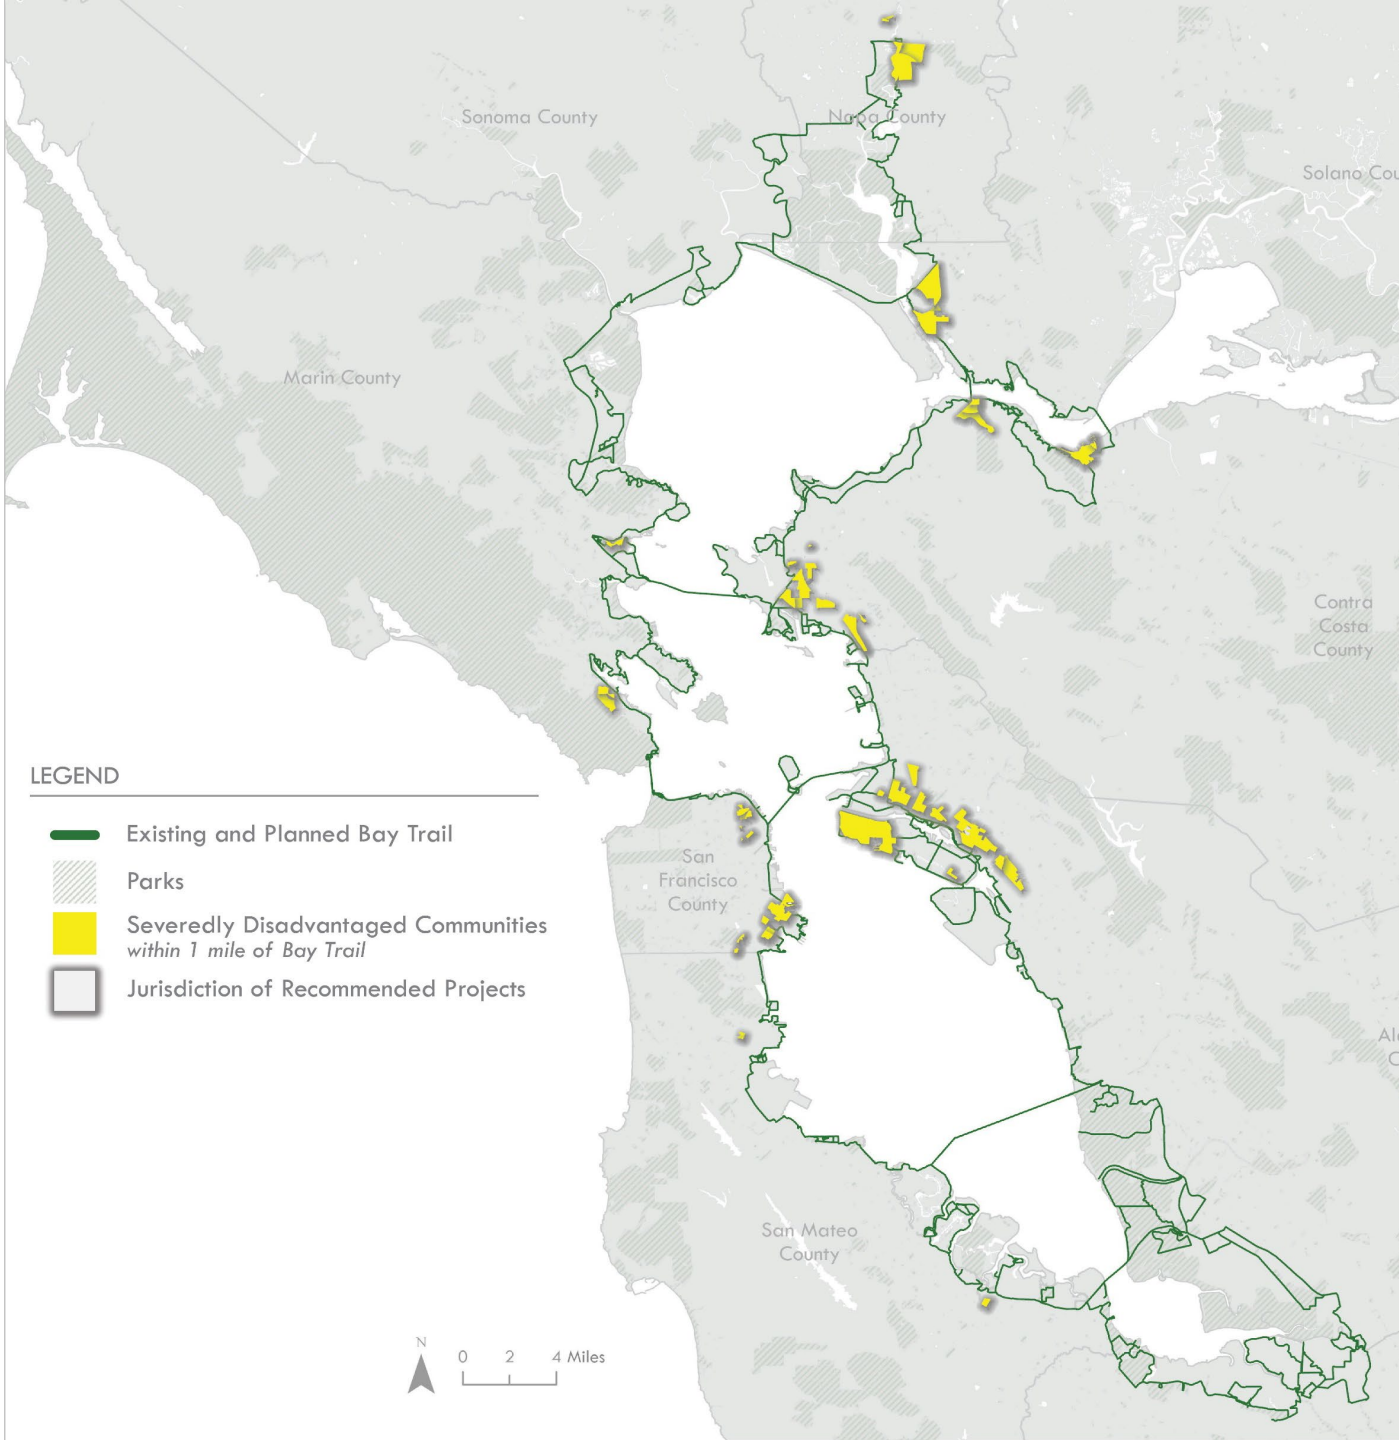 Sonoma County
Napa County
Solano Cou
Marin County
Contra
Costa
County
LEGEND
Existing and Planned Bay Trail
Parks
Severedly Disadvantaged Communities
within 1 mile of Bay Trail
Jurisdiction of Recommended Projects
San
Francisco
County
Al
C
San Mateo
County
N
0 2 4 Miles